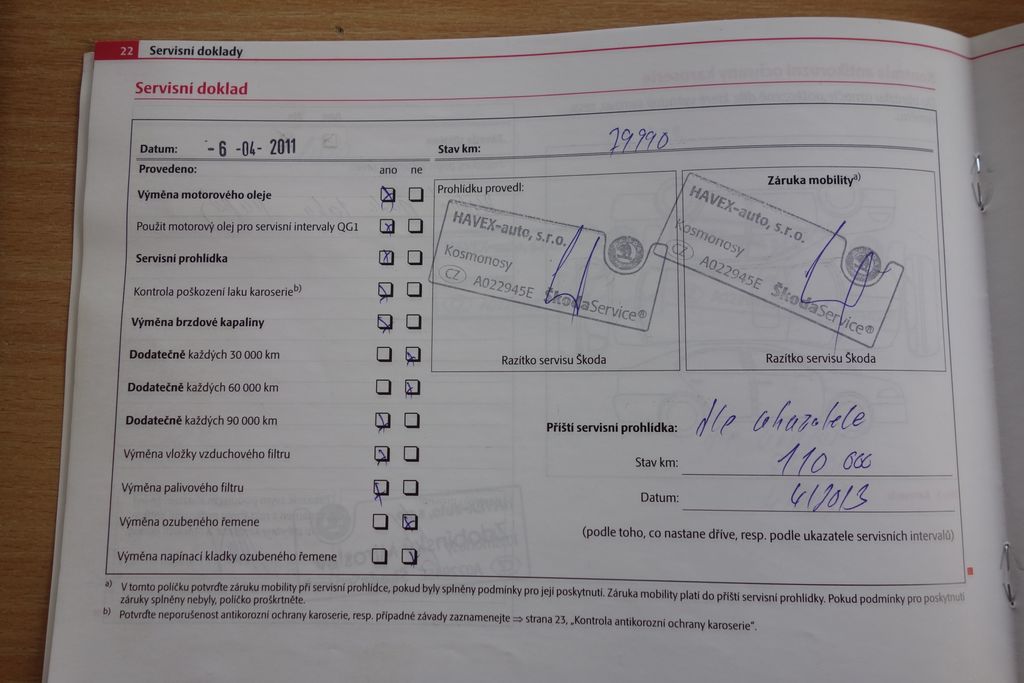 22 Servisní doklady
Servisní doklad
Datum: - 6 -04- 2011 Stav km: 79990
Provedeno: ano ne
Výměna motorového oleje
Použit motorový olej pro servisní intervaly QG1
Servisní prohlídka
Kontrola poškození laku karoserie b)
Výměna brzdové kapaliny
Dodatečně každých 30 000 km
Dodatečně každých 60 000 km
Dodatečně každých 90 000 km
Výměna vložky vzduchového filtru
Výměna palivového filtru
Výměna ozubeného řemene
Výměna napínací kladky ozubeného řemene
Prohlídku provedl:
HAVEX-auto, s.r.o.
Kosmonosy
CZ A022945E ŠkodaService®
Razítko servisu Škoda
Záruka mobility a)
HAVEX-auto, s.r.o.
Kosmonosy
CZ A022945E ŠkodaService®
Razítko servisu Škoda
Příští servisní prohlídka: dle ukazatele
Stav km: 110 000
Datum: 4/2013
(podle toho, co nastane dříve, resp. podle ukazatele servisních intervalů)
a) V tomto políčku potvrďte záruku mobility při servisní prohlídce, pokud byly splněny podmínky pro její poskytnutí. Záruka mobility platí do příští servisní prohlídky. Pokud podmínky pro poskytnutí
záruky splněny nebyly, políčko proškrtněte.
b) Potvrďte neporušenost antikorozní ochrany karoserie, resp. případné závady zaznamenejte ⇒ strana 23, „Kontrola antikorozní ochrany karoserie“.